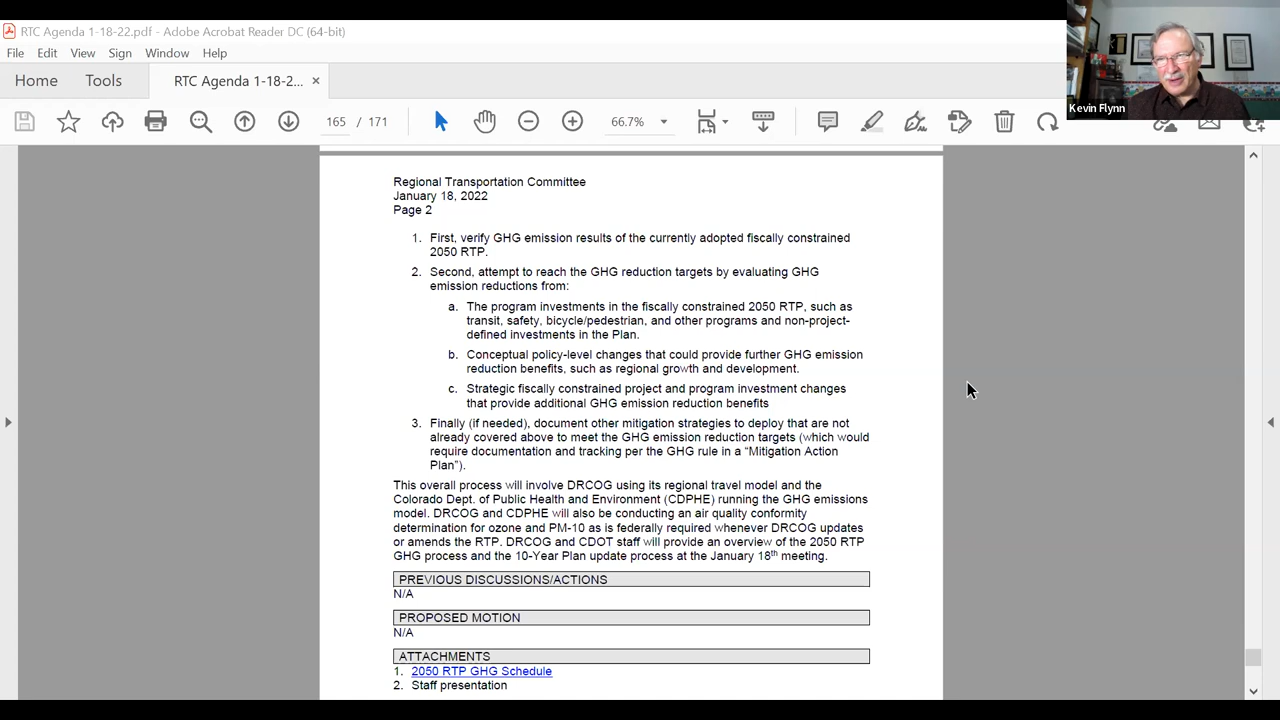 RTC Agenda 1-18-22.pdf - Adobe Acrobat Reader DC (64-bit)
File Edit View Sign Window Help
Home Tools RTC Agenda 1-18-2... ×
165 / 171 66.7%
Kevin Flynn
Regional Transportation Committee
January 18, 2022
Page 2
1. First, verify GHG emission results of the currently adopted fiscally constrained
2050 RTP.
2. Second, attempt to reach the GHG reduction targets by evaluating GHG
emission reductions from:
a. The program investments in the fiscally constrained 2050 RTP, such as
transit, safety, bicycle/pedestrian, and other programs and non-project-
defined investments in the Plan.
b. Conceptual policy-level changes that could provide further GHG emission
reduction benefits, such as regional growth and development.
c. Strategic fiscally constrained project and program investment changes
that provide additional GHG emission reduction benefits
3. Finally (if needed), document other mitigation strategies to deploy that are not
already covered above to meet the GHG emission reduction targets (which would
require documentation and tracking per the GHG rule in a “Mitigation Action
Plan”).
This overall process will involve DRCOG using its regional travel model and the
Colorado Dept. of Public Health and Environment (CDPHE) running the GHG emissions
model. DRCOG and CDPHE will also be conducting an air quality conformity
determination for ozone and PM-10 as is federally required whenever DRCOG updates
or amends the RTP. DRCOG and CDOT staff will provide an overview of the 2050 RTP
GHG process and the 10-Year Plan update process at the January 18th meeting.
PREVIOUS DISCUSSIONS/ACTIONS
N/A
PROPOSED MOTION
N/A
ATTACHMENTS
1. 2050 RTP GHG Schedule
2. Staff presentation